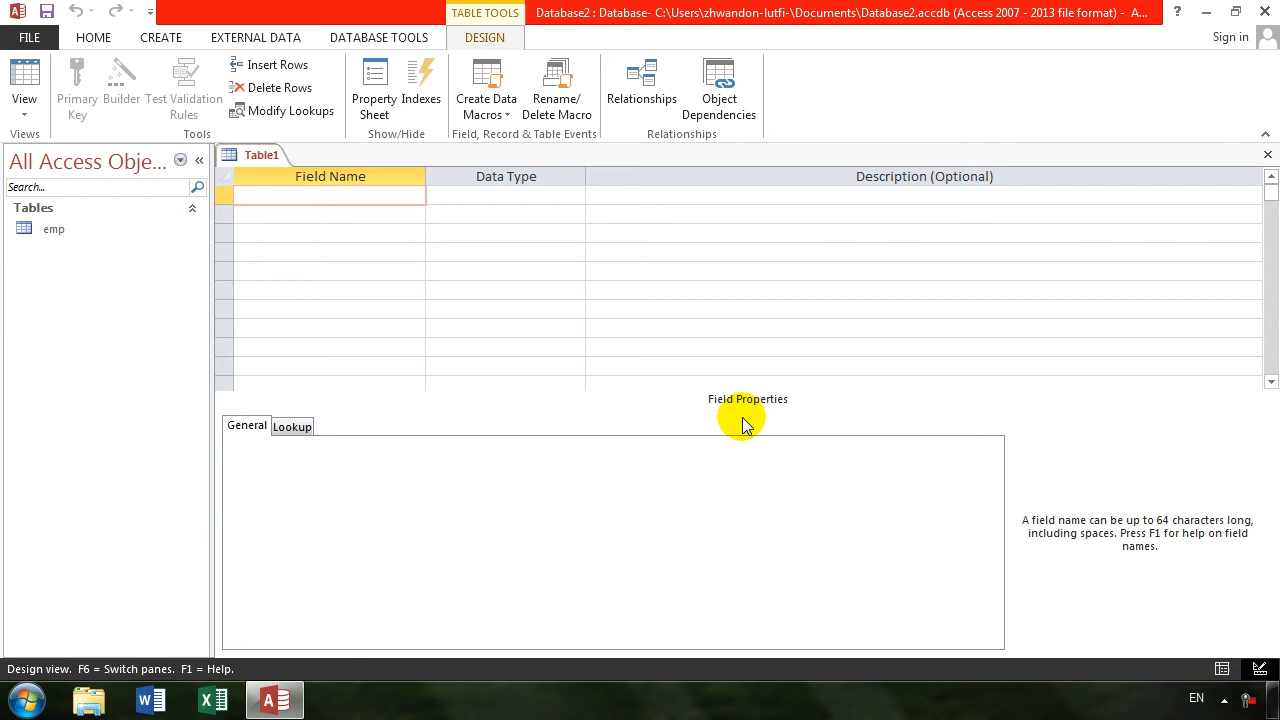 TABLE TOOLS
Database2 : Database- C:\Users\zhwandon-lutfi-\Documents\Database2.accdb (Access 2007 - 2013 file format) - A...
FILE HOME CREATE EXTERNAL DATA DATABASE TOOLS DESIGN Sign in
View
Primary Key
Builder
Test Validation Rules
Insert Rows
Delete Rows
Modify Lookups
Property Sheet
Indexes
Create Data Macros
Rename/ Delete Macro
Relationships
Object Dependencies
Views Tools Show/Hide Field, Record & Table Events Relationships
All Access Obje...
Search...
Tables
emp
Table1
Field Name Data Type Description (Optional)
Field Properties
General Lookup
A field name can be up to 64 characters long,
including spaces. Press F1 for help on field
names.
Design view. F6 = Switch panes. F1 = Help.
EN